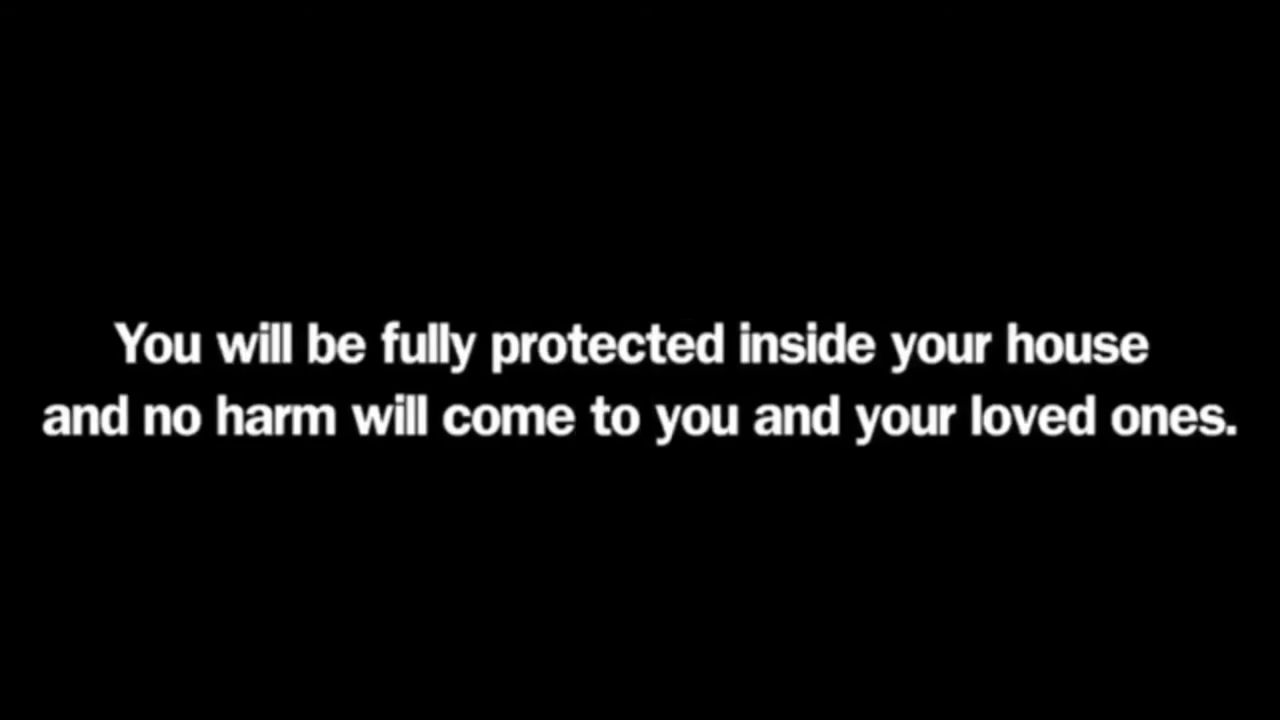 You will be fully protected inside your house
and no harm will come to you and your loved ones.